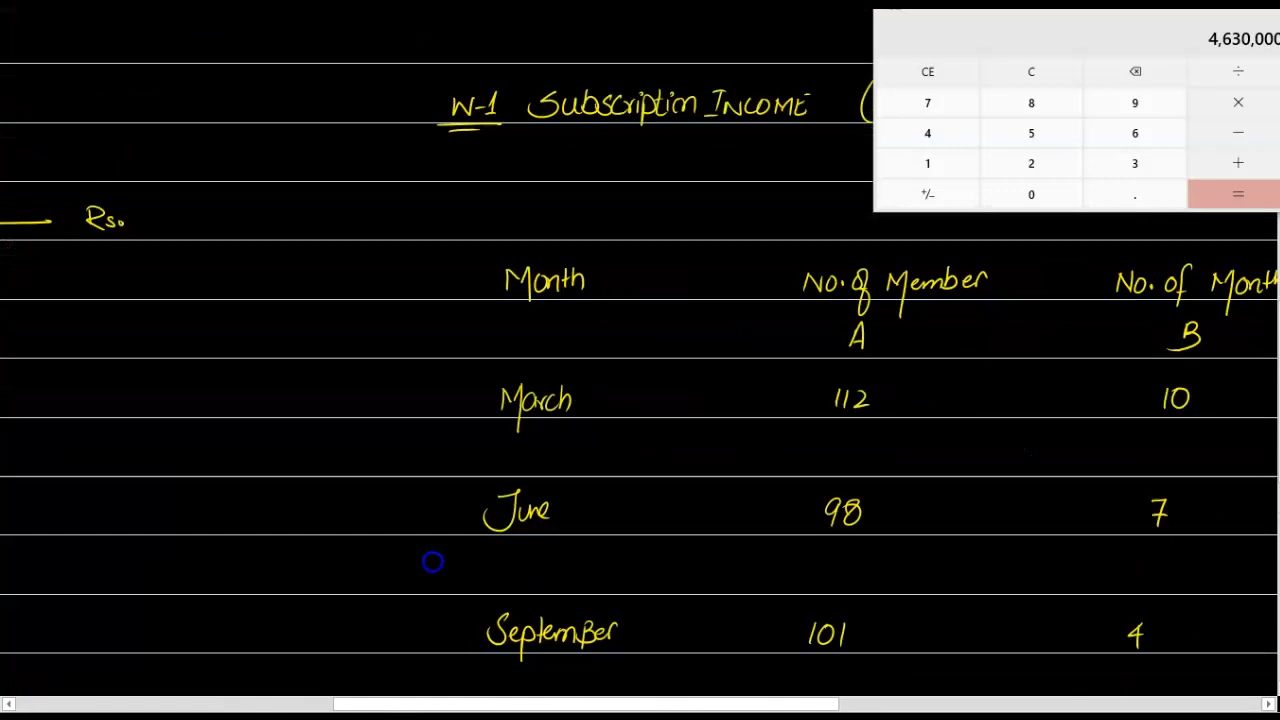 4,630,000
CE C ⌫ ÷
7 8 9 ×
4 5 6 −
1 2 3 +
+/− 0 . =
W-1 Subscription INCOME (
Rs.
Month No. of Member No. of Month
A B
March 112 10
June 98 7
September 101 4